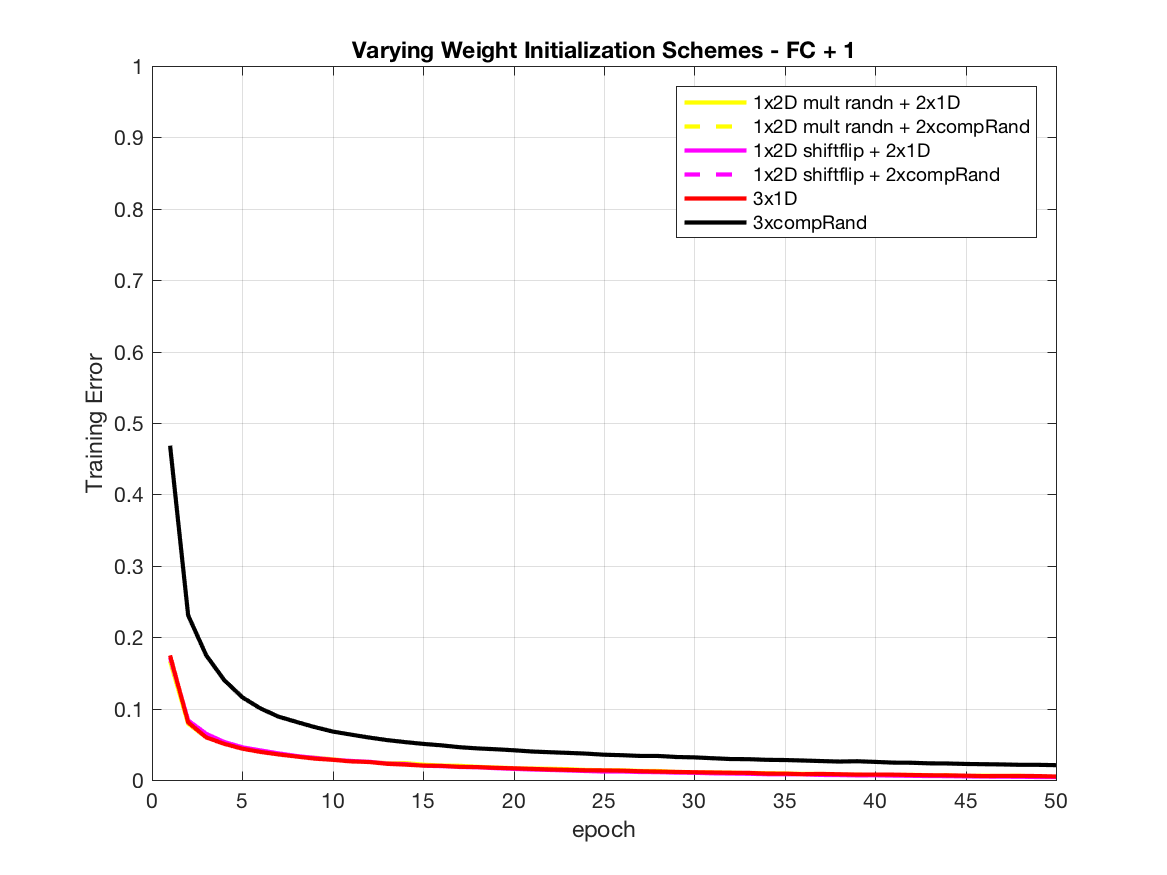 Varying Weight Initialization Schemes - FC + 1
1
0.9
0.8
0.7
0.6
0.5
0.4
0.3
0.2
0.1
0
Training Error
1x2D mult randn + 2x1D
1x2D mult randn + 2xcompRand
1x2D shiftflip + 2x1D
1x2D shiftflip + 2xcompRand
3x1D
3xcompRand
0 5 10 15 20 25 30 35 40 45 50
epoch